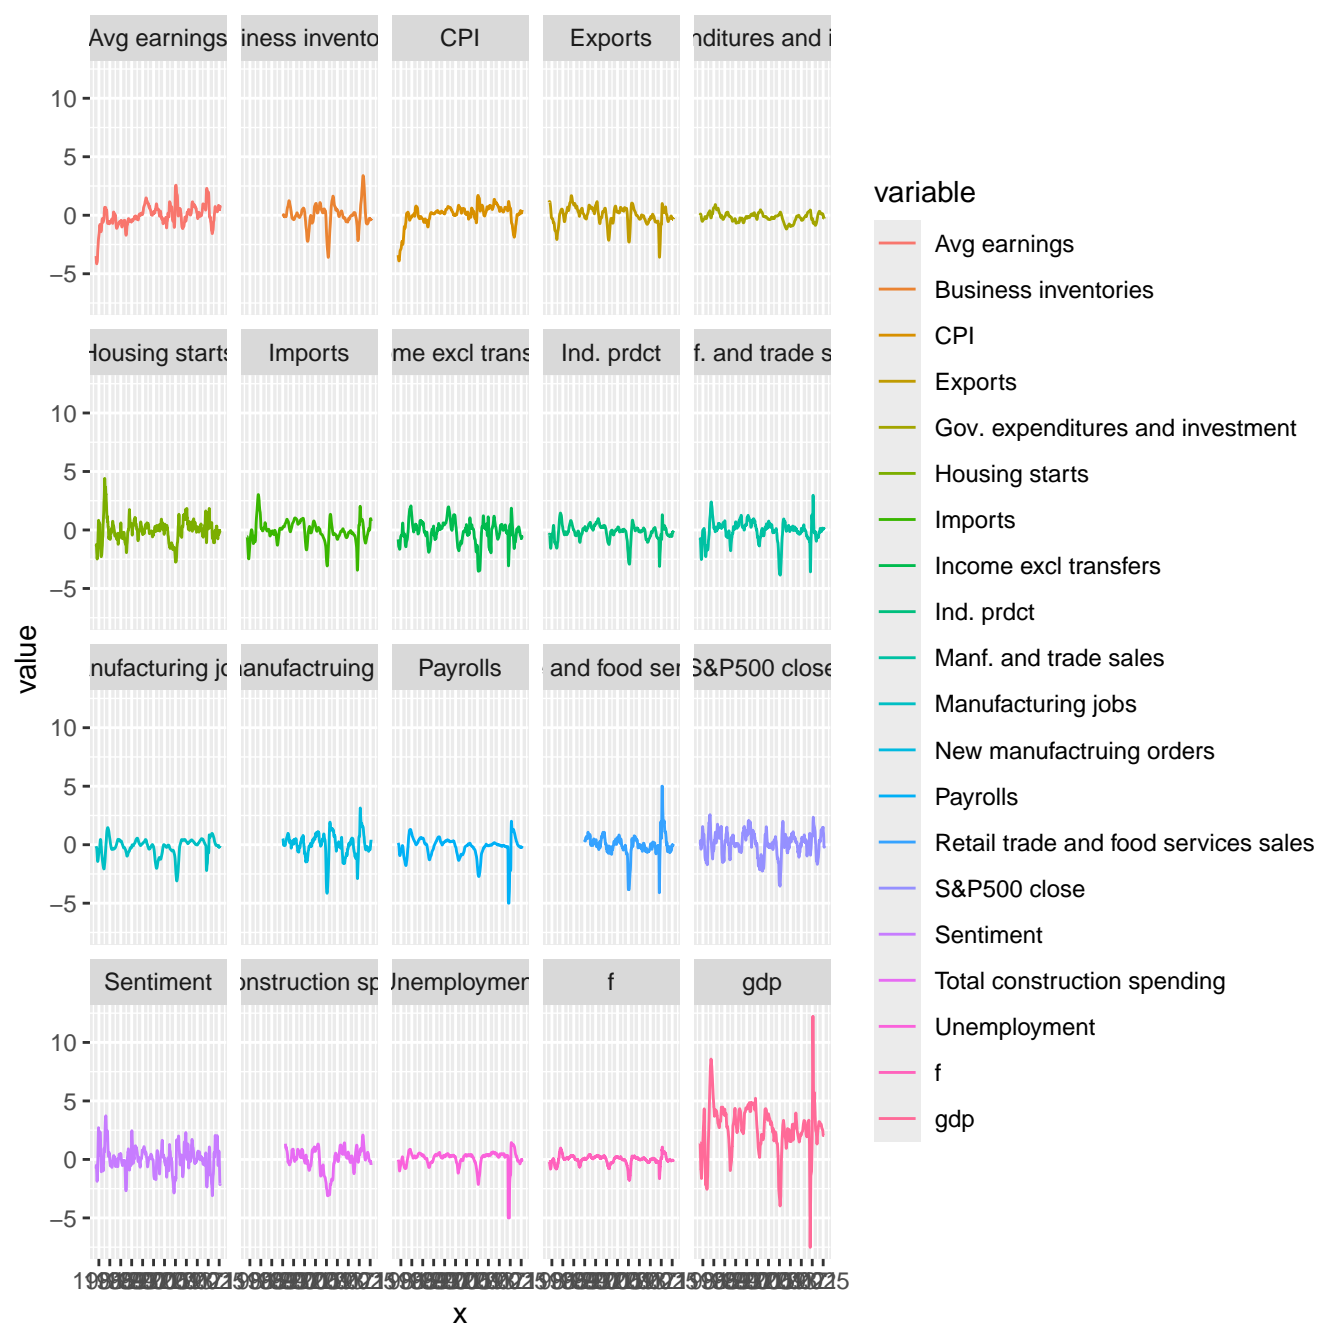 Avg earnings
iness invento
CPI
Exports
nditures and i
10
5
0
−5
Housing starts
Imports
me excl trans
Ind. prdct
f. and trade s
10
5
0
−5
nufacturing jo
anufactruing
Payrolls
and food ser
S&P500 close
10
5
0
−5
Sentiment
onstruction sp
Unemploymen
f
gdp
10
5
0
−5
x
value
variable
Avg earnings
Business inventories
CPI
Exports
Gov. expenditures and investment
Housing starts
Imports
Income excl transfers
Ind. prdct
Manf. and trade sales
Manufacturing jobs
New manufactruing orders
Payrolls
Retail trade and food services sales
S&P500 close
Sentiment
Total construction spending
Unemployment
f
gdp